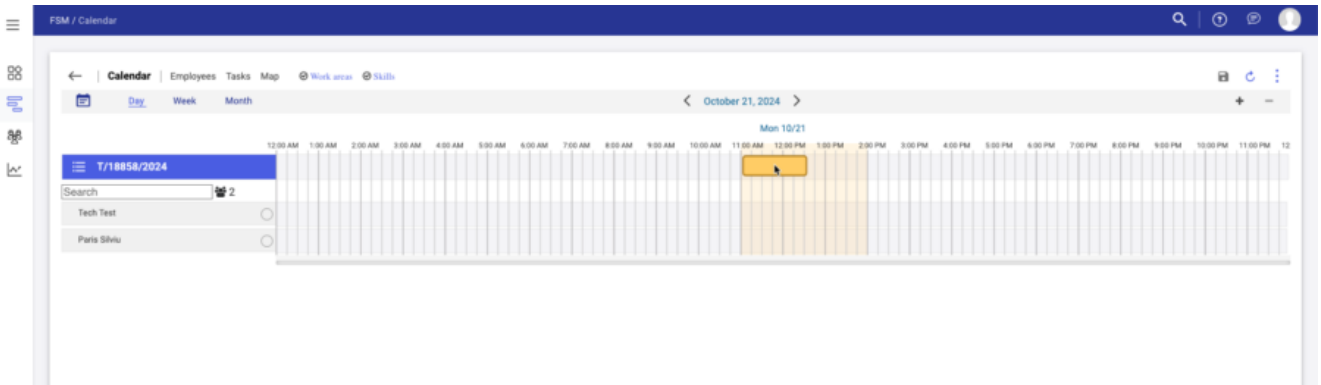 FSM / Calendar
Calendar Employees Tasks Map Work areas Skills
Day Week Month October 21, 2024
Mon 10/21
12:00 AM 1:00 AM 2:00 AM 3:00 AM 4:00 AM 5:00 AM 6:00 AM 7:00 AM 8:00 AM 9:00 AM 10:00 AM 11:00 AM 12:00 PM 1:00 PM 2:00 PM 3:00 PM 4:00 PM 5:00 PM 6:00 PM 7:00 PM 8:00 PM 9:00 PM 10:00 PM 11:00 PM 12
T/18858/2024
Search 2
Tech Test
Paris Silviu